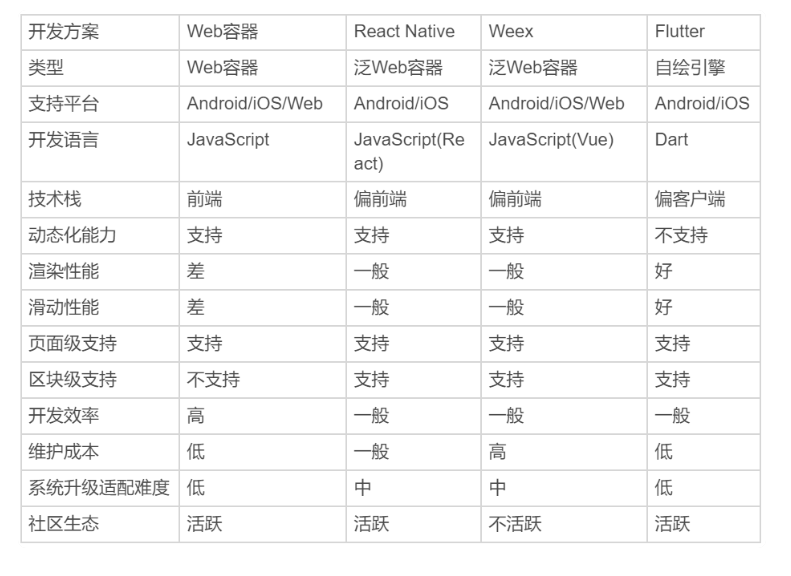 开发方案 Web容器 React Native Weex Flutter
类型 Web容器 泛Web容器 泛Web容器 自绘引擎
支持平台 Android/iOS/Web Android/iOS Android/iOS/Web Android/iOS
开发语言 JavaScript JavaScript(Re JavaScript(Vue) Dart
act)
技术栈 前端 偏前端 偏前端 偏客户端
动态化能力 支持 支持 支持 不支持
渲染性能 差 一般 一般 好
滑动性能 差 一般 一般 好
页面级支持 支持 支持 支持 支持
区块级支持 不支持 支持 支持 支持
开发效率 高 一般 一般 一般
维护成本 低 一般 高 低
系统升级适配难度 低 中 中 低
社区生态 活跃 活跃 不活跃 活跃